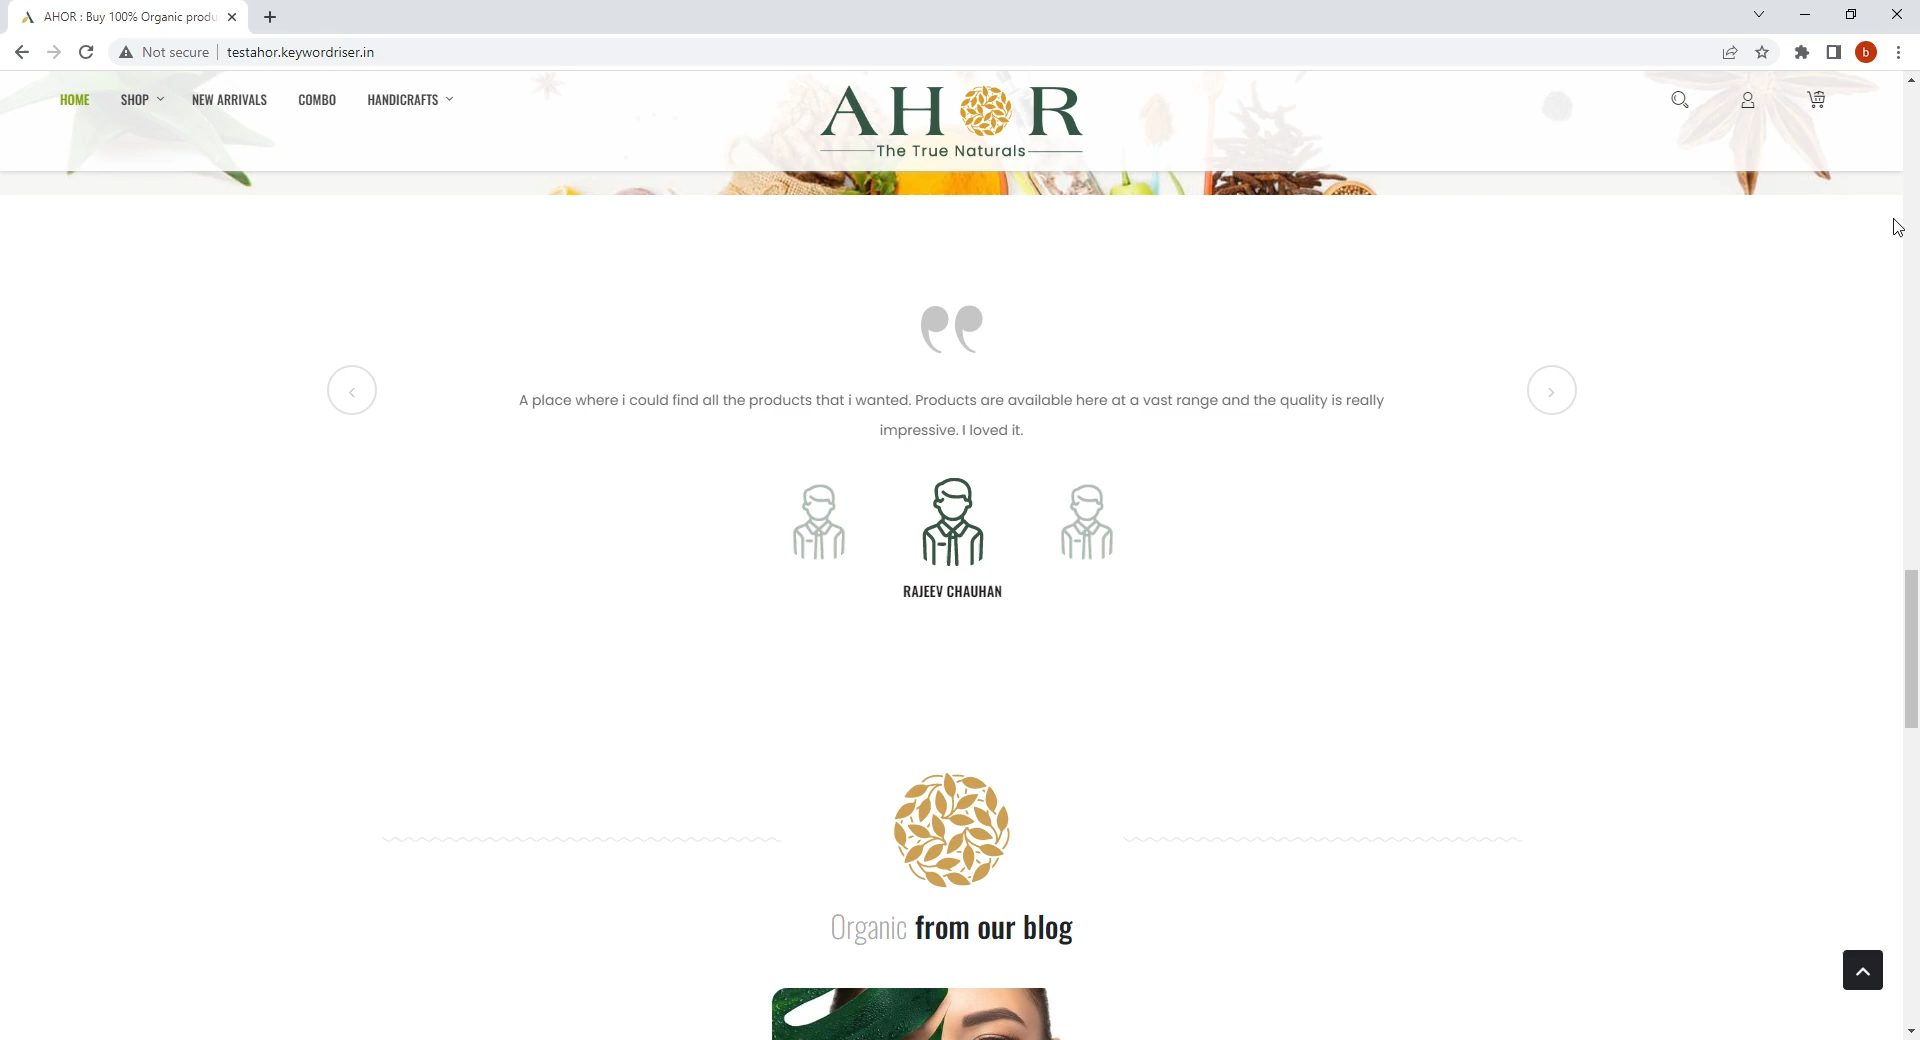 AHOR : Buy 100% Organic produ
Not secure
testahor.keywordriser.in
b
HOME
SHOP
NEW ARRIVALS
COMBO
HANDICRAFTS
AHOR
The True Naturals
A place where i could find all the products that i wanted. Products are available here at a vast range and the quality is really
impressive. I loved it.
RAJEEV CHAUHAN
Organic from our blog